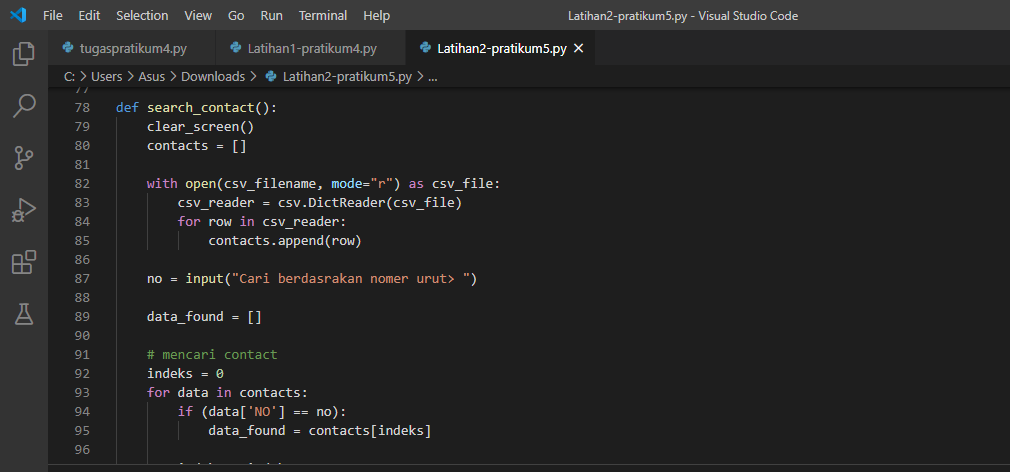 File Edit Selection View Go Run Terminal Help Latihan2-pratikum5.py - Visual Studio Code
tugaspratikum4.py Latihan1-pratikum4.py Latihan2-pratikum5.py
C: > Users > Asus > Downloads > Latihan2-pratikum5.py > ...
77
78 def search_contact():
79 clear_screen()
80 contacts = []
81
82 with open(csv_filename, mode="r") as csv_file:
83 csv_reader = csv.DictReader(csv_file)
84 for row in csv_reader:
85 contacts.append(row)
86
87 no = input("Cari berdasrakan nomer urut> ")
88
89 data_found = []
90
91 # mencari contact
92 indeks = 0
93 for data in contacts:
94 if (data['NO'] == no):
95 data_found = contacts[indeks]
96